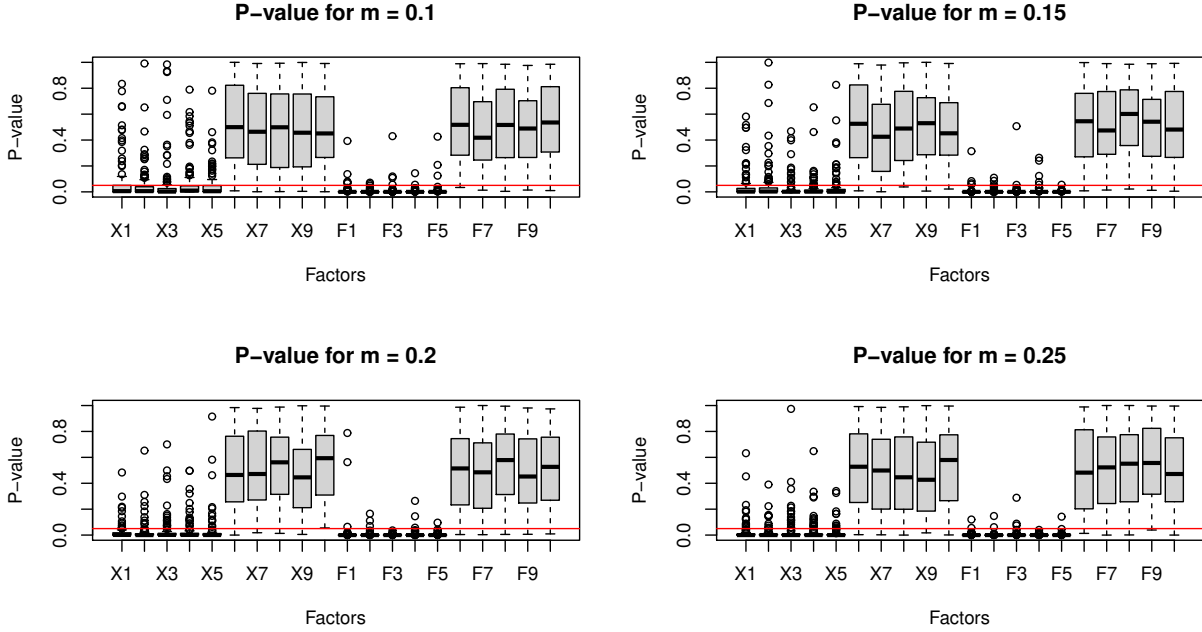 P−value for m = 0.1
P−value
0.0 0.4 0.8
X1 X3 X5 X7 X9 F1 F3 F5 F7 F9
Factors
P−value for m = 0.15
P−value
0.0 0.4 0.8
X1 X3 X5 X7 X9 F1 F3 F5 F7 F9
Factors
P−value for m = 0.2
P−value
0.0 0.4 0.8
X1 X3 X5 X7 X9 F1 F3 F5 F7 F9
Factors
P−value for m = 0.25
P−value
0.0 0.4 0.8
X1 X3 X5 X7 X9 F1 F3 F5 F7 F9
Factors